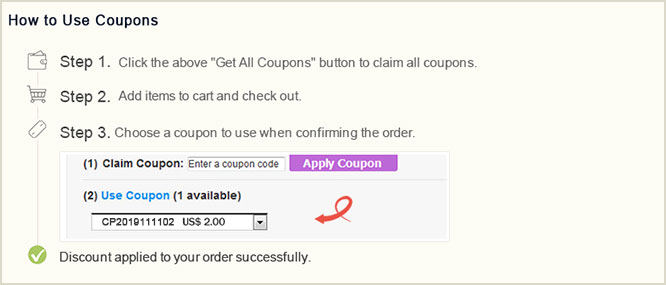 How to Use Coupons
Step 1. Click the above "Get All Coupons" button to claim all coupons.
Step 2. Add items to cart and check out.
Step 3. Choose a coupon to use when confirming the order.
(1) Claim Coupon: Enter a coupon code Apply Coupon
(2) Use Coupon (1 available)
CP2019111102 US$ 2.00
Discount applied to your order successfully.